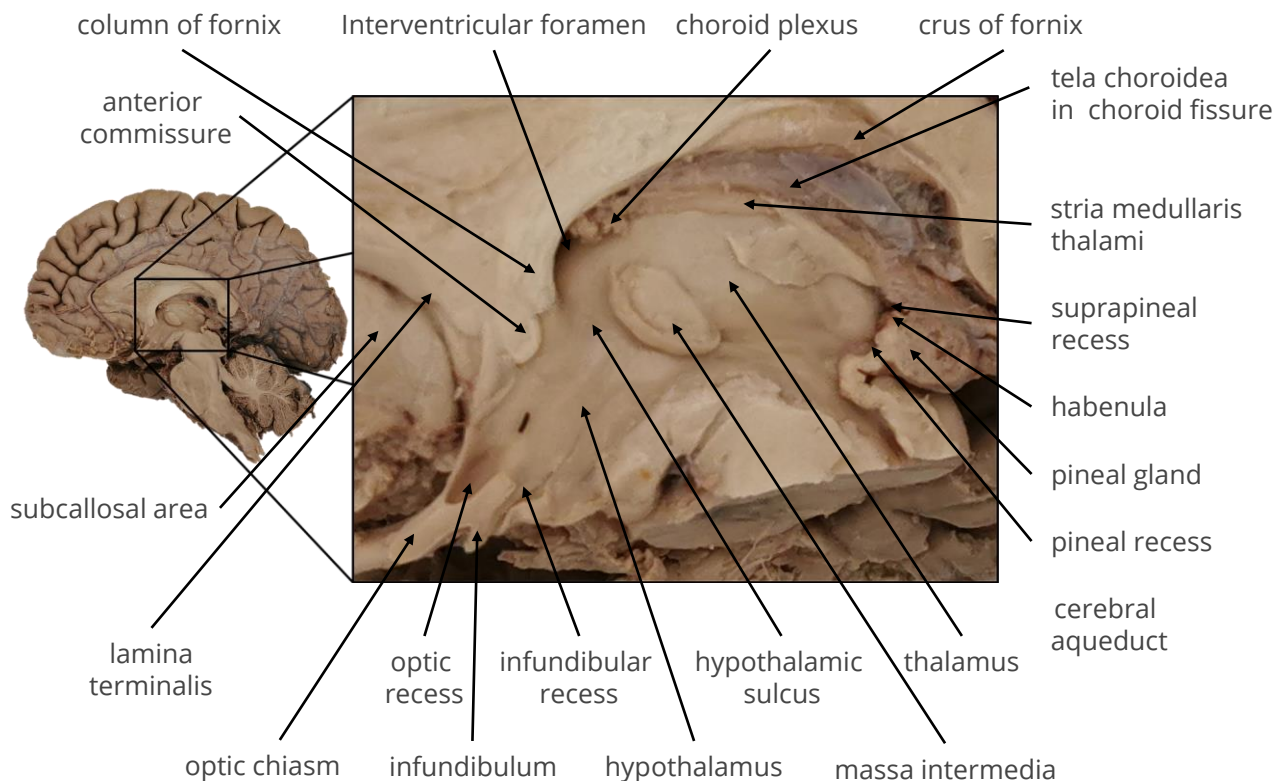 column of fornix
Interventricular foramen
choroid plexus
crus of fornix
tela choroidea
in choroid fissure
anterior
commissure
stria medullaris
thalami
suprapineal
recess
habenula
pineal gland
subcallosal area
pineal recess
cerebral
aqueduct
lamina
terminalis
optic
recess
infundibular
recess
hypothalamic
sulcus
thalamus
optic chiasm
infundibulum
hypothalamus
massa intermedia